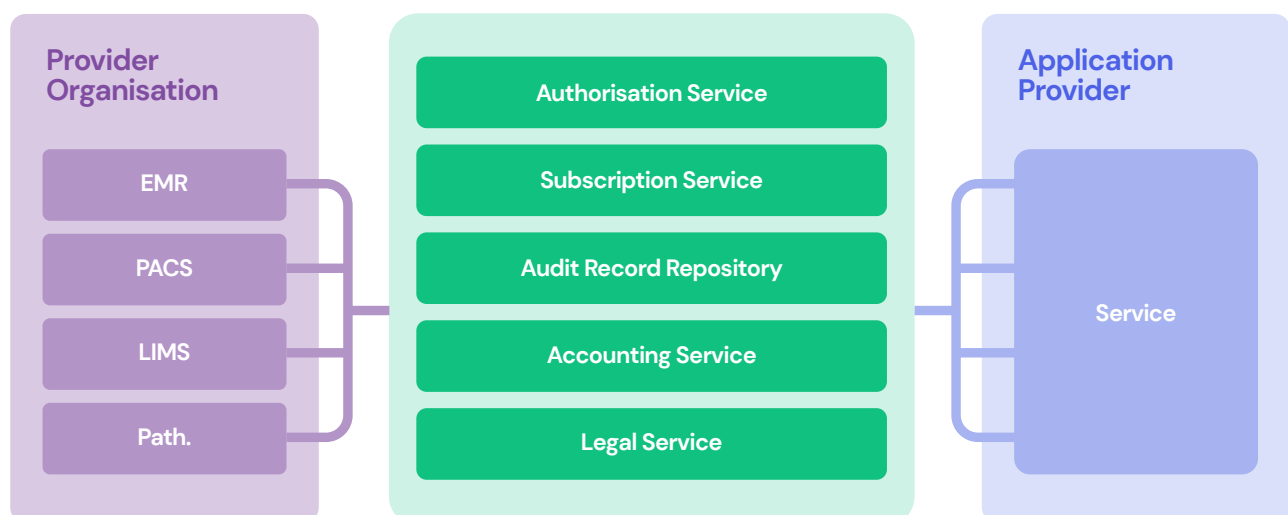 Provider
Organisation
EMR
PACS
LIMS
Path.
Authorisation Service
Subscription Service
Audit Record Repository
Accounting Service
Legal Service
Application
Provider
Service